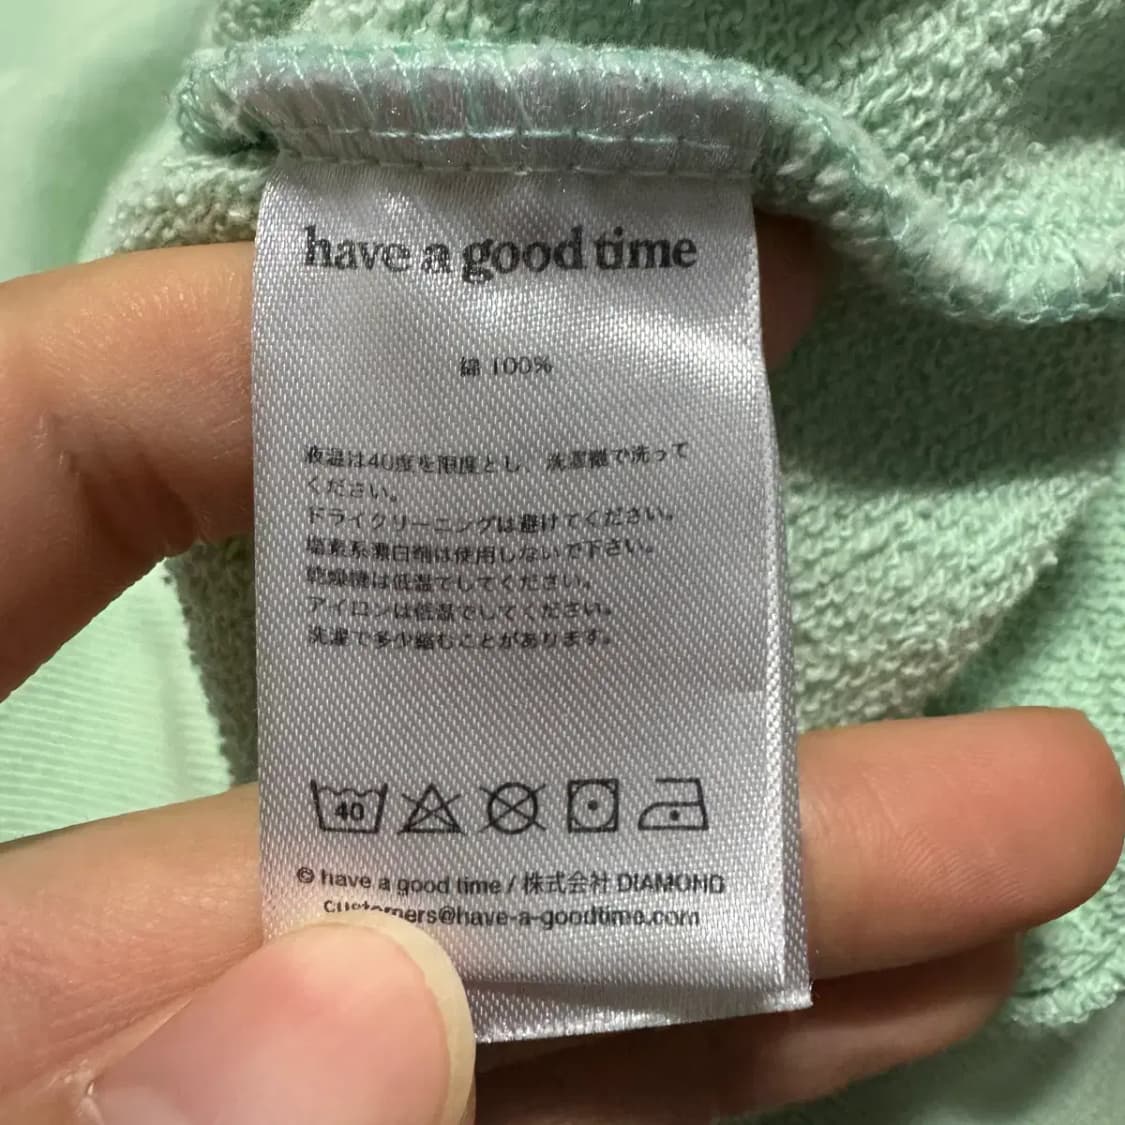 have a good time
綿 100%
液温は40度を限度とし、洗濯機で洗って
ください。
ドライクリーニングは避けてください。
塩素系漂白剤は使用しないで下さい。
乾燥機は低温でしてください。
アイロンは低温でしてください。
洗濯で多少縮むことがあります。
40
© have a good time / 株式会社 DIAMOND
customers@have-a-goodtime.com